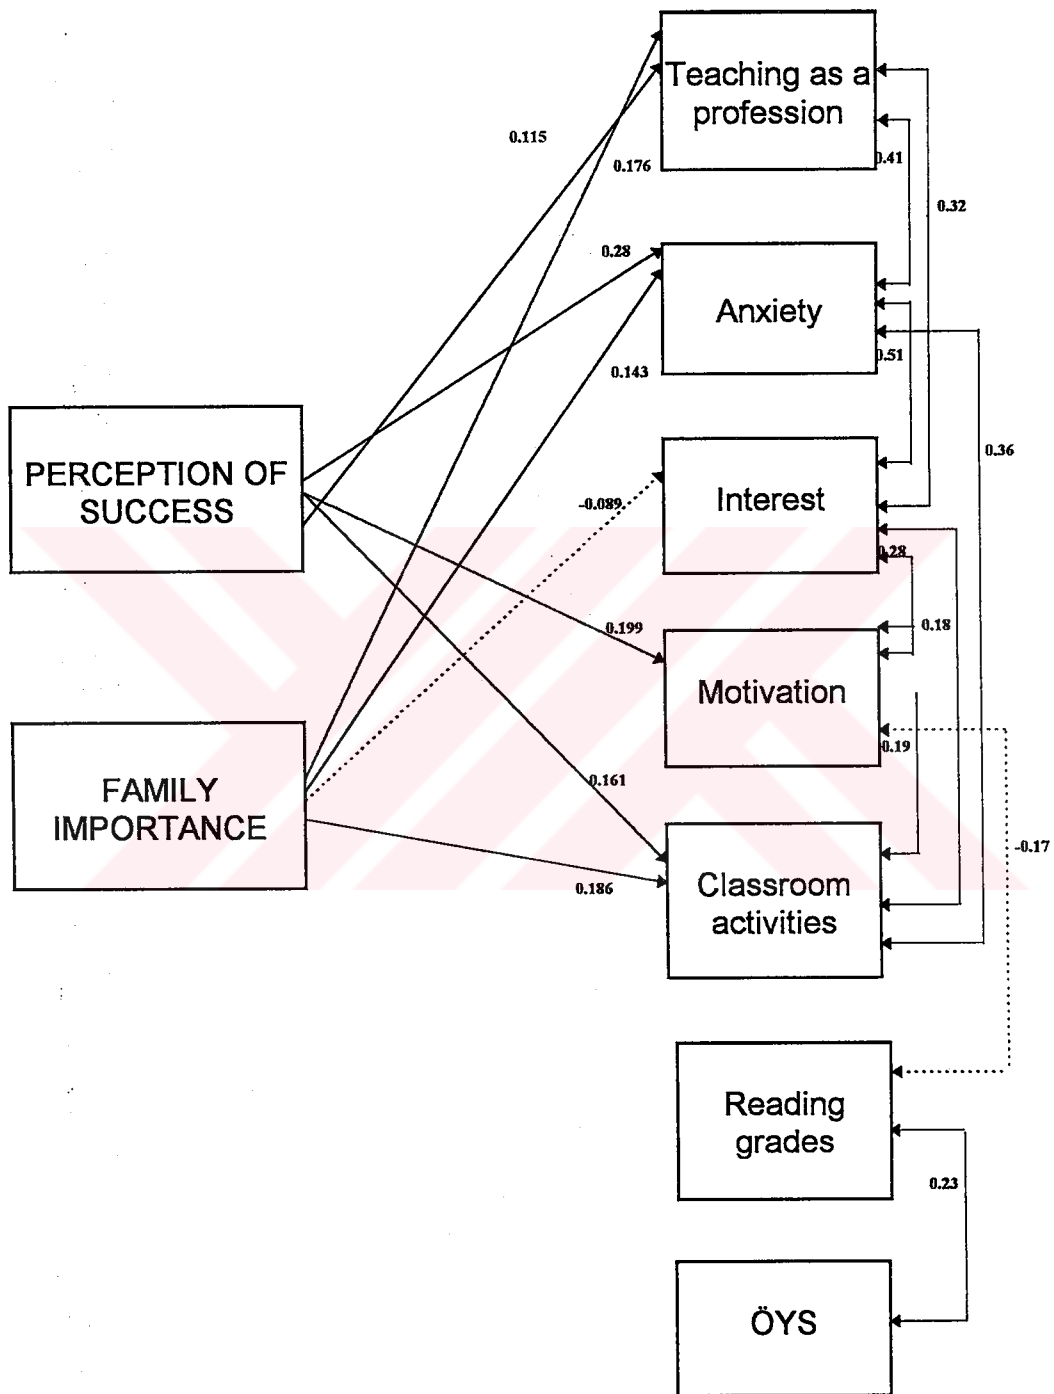 Teaching as a
profession
0.115
0.176
0.41
0.32
0.28
Anxiety
0.143
0.51
0.36
PERCEPTION OF
SUCCESS
Interest
-0.089
0.28
0.199
0.18
Motivation
0.19
FAMILY
IMPORTANCE
0.161
-0.17
0.186
Classroom
activities
Reading
grades
0.23
ÖYS